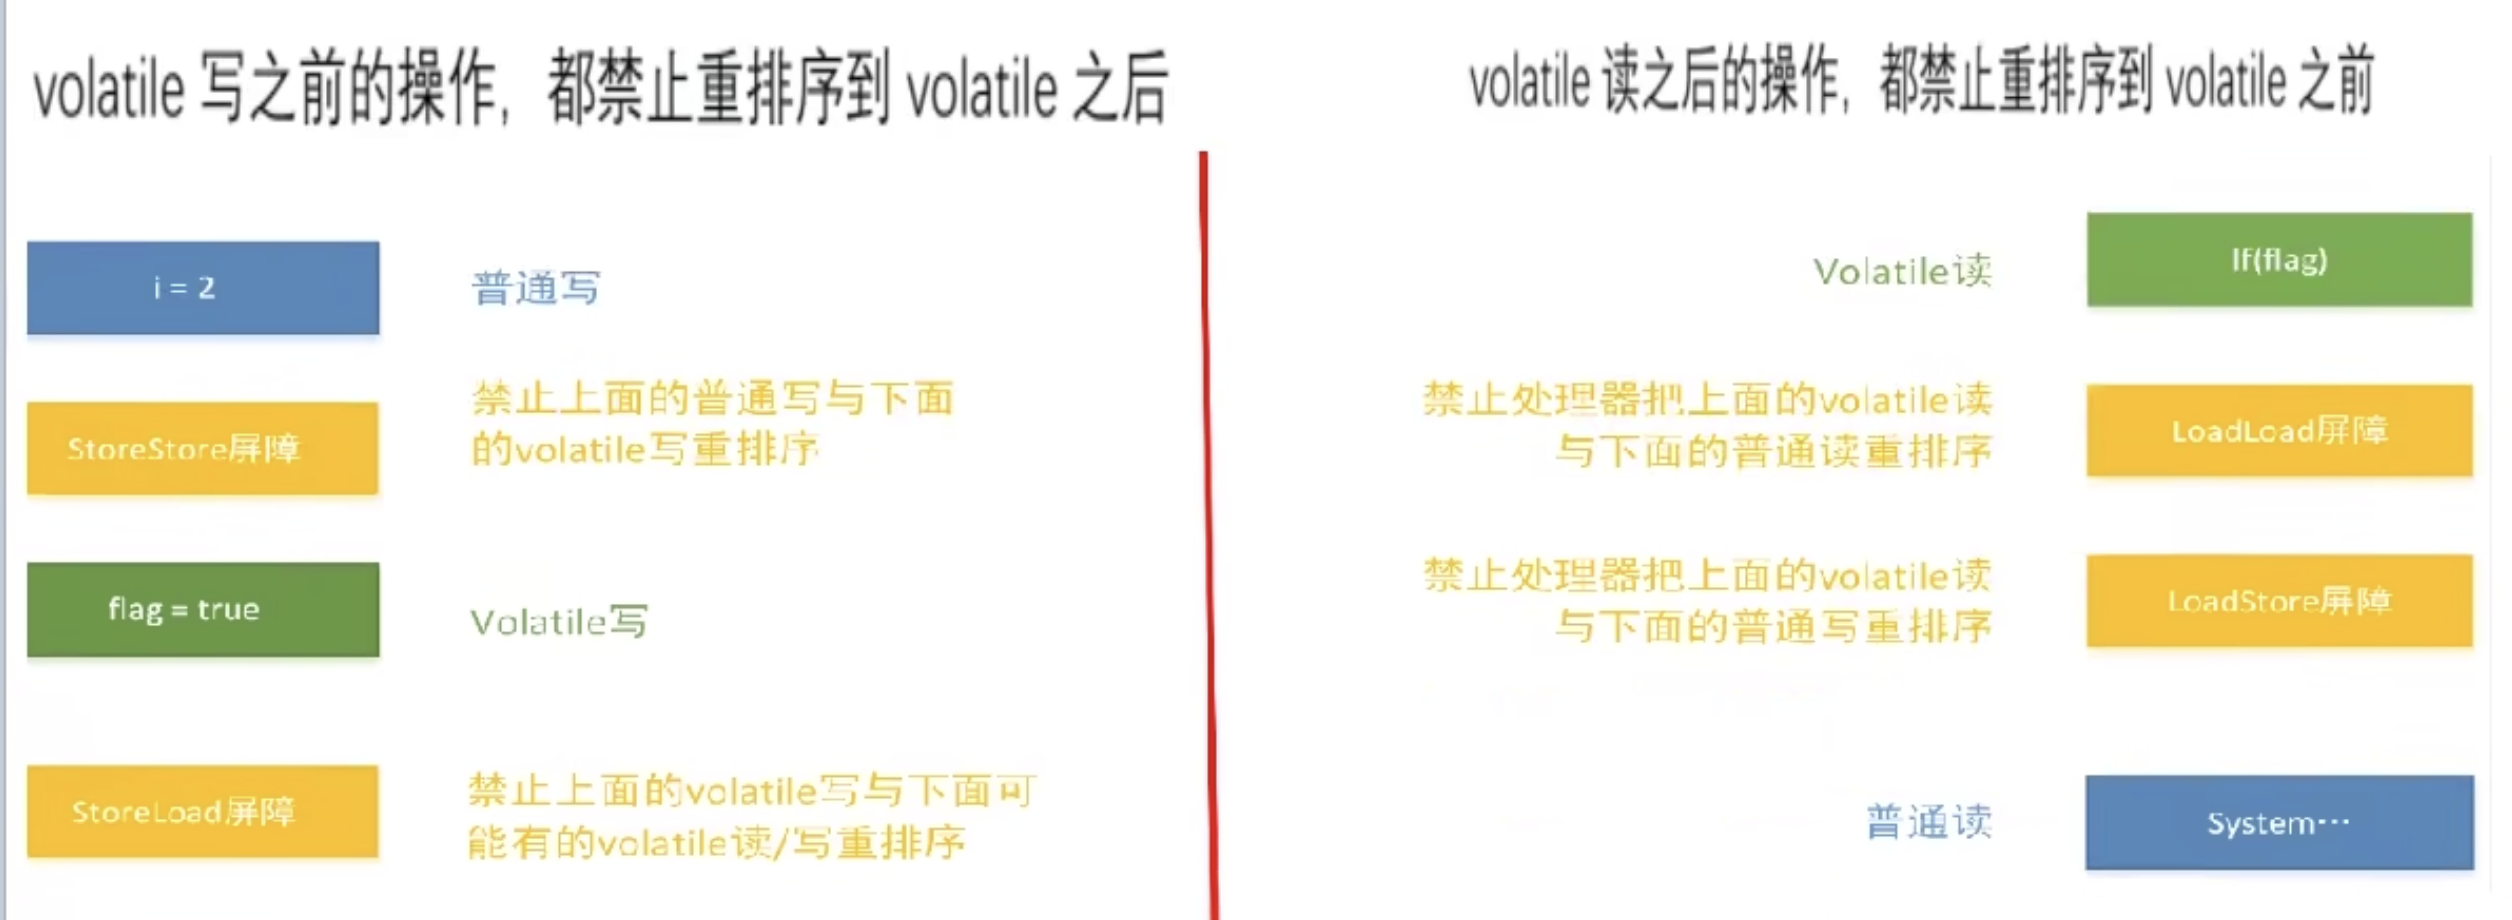 volatile 写之前的操作，都禁止重排序到 volatile 之后
i = 2
普通写
StoreStore屏障
禁止上面的普通写与下面
的volatile写重排序
flag = true
Volatile写
StoreLoad屏障
禁止上面的volatile写与下面可
能有的volatile读/写重排序
volatile 读之后的操作，都禁止重排序到 volatile 之前
Volatile读
If(flag)
禁止处理器把上面的volatile读
与下面的普通读重排序
LoadLoad屏障
禁止处理器把上面的volatile读
与下面的普通写重排序
LoadStore屏障
普通读
System···